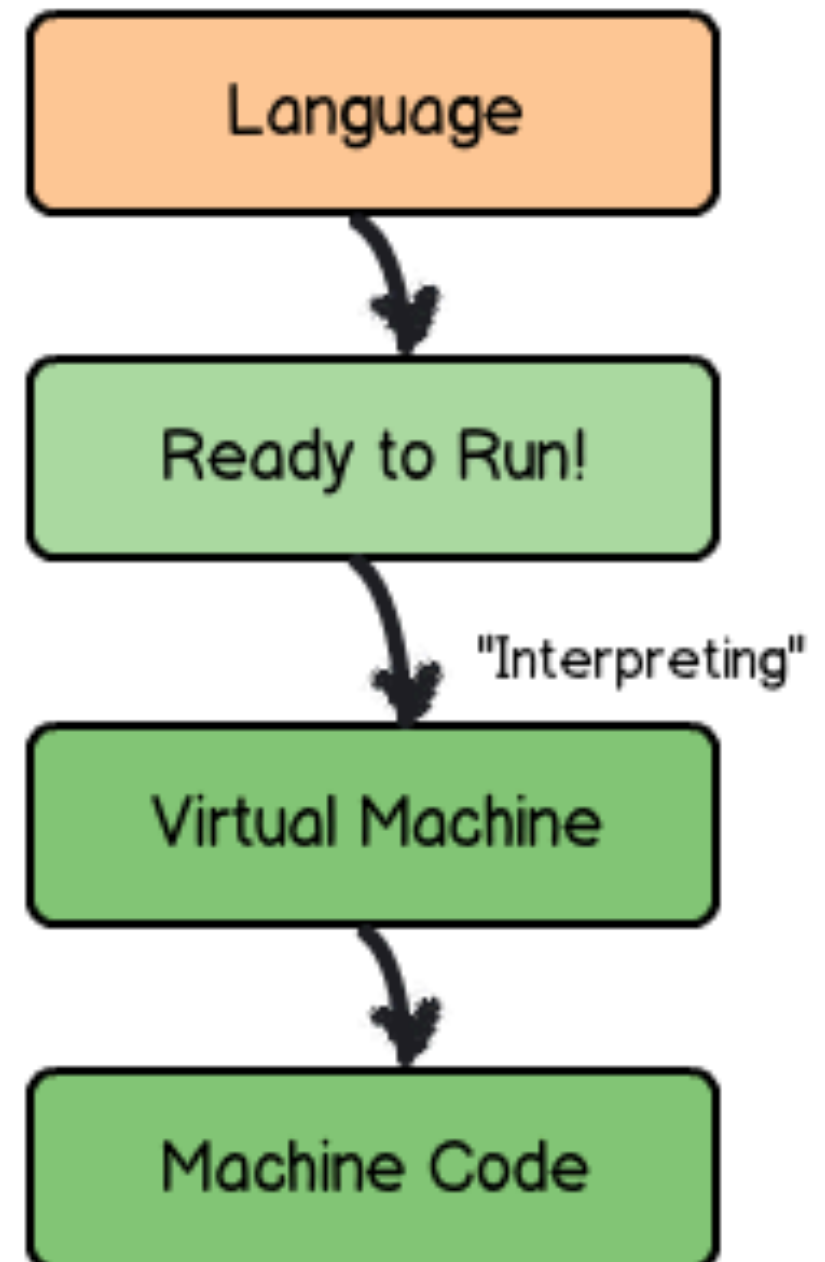 Language
Ready to Run!
"Interpreting"
Virtual Machine
Machine Code